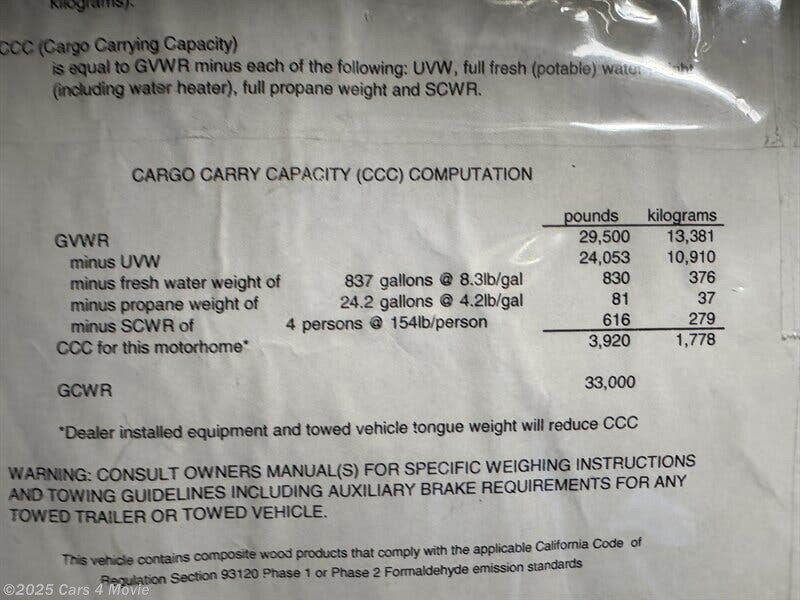 kilograms).
CCC (Cargo Carrying Capacity)
is equal to GVWR minus each of the following: UVW, full fresh (potable) water weight
(including water heater), full propane weight and SCWR.
CARGO CARRY CAPACITY (CCC) COMPUTATION
pounds kilograms
GVWR 29,500 13,381
minus UVW 24,053 10,910
minus fresh water weight of 837 gallons @ 8.3lb/gal 830 376
minus propane weight of 24.2 gallons @ 4.2lb/gal 81 37
minus SCWR of 4 persons @ 154lb/person 616 279
CCC for this motorhome* 3,920 1,778
GCWR 33,000
*Dealer installed equipment and towed vehicle tongue weight will reduce CCC
WARNING: CONSULT OWNERS MANUAL(S) FOR SPECIFIC WEIGHING INSTRUCTIONS
AND TOWING GUIDELINES INCLUDING AUXILIARY BRAKE REQUIREMENTS FOR ANY
TOWED TRAILER OR TOWED VEHICLE.
This vehicle contains composite wood products that comply with the applicable California Code of
Regulation Section 93120 Phase 1 or Phase 2 Formaldehyde emission standards
©2025 Cars 4 Movie